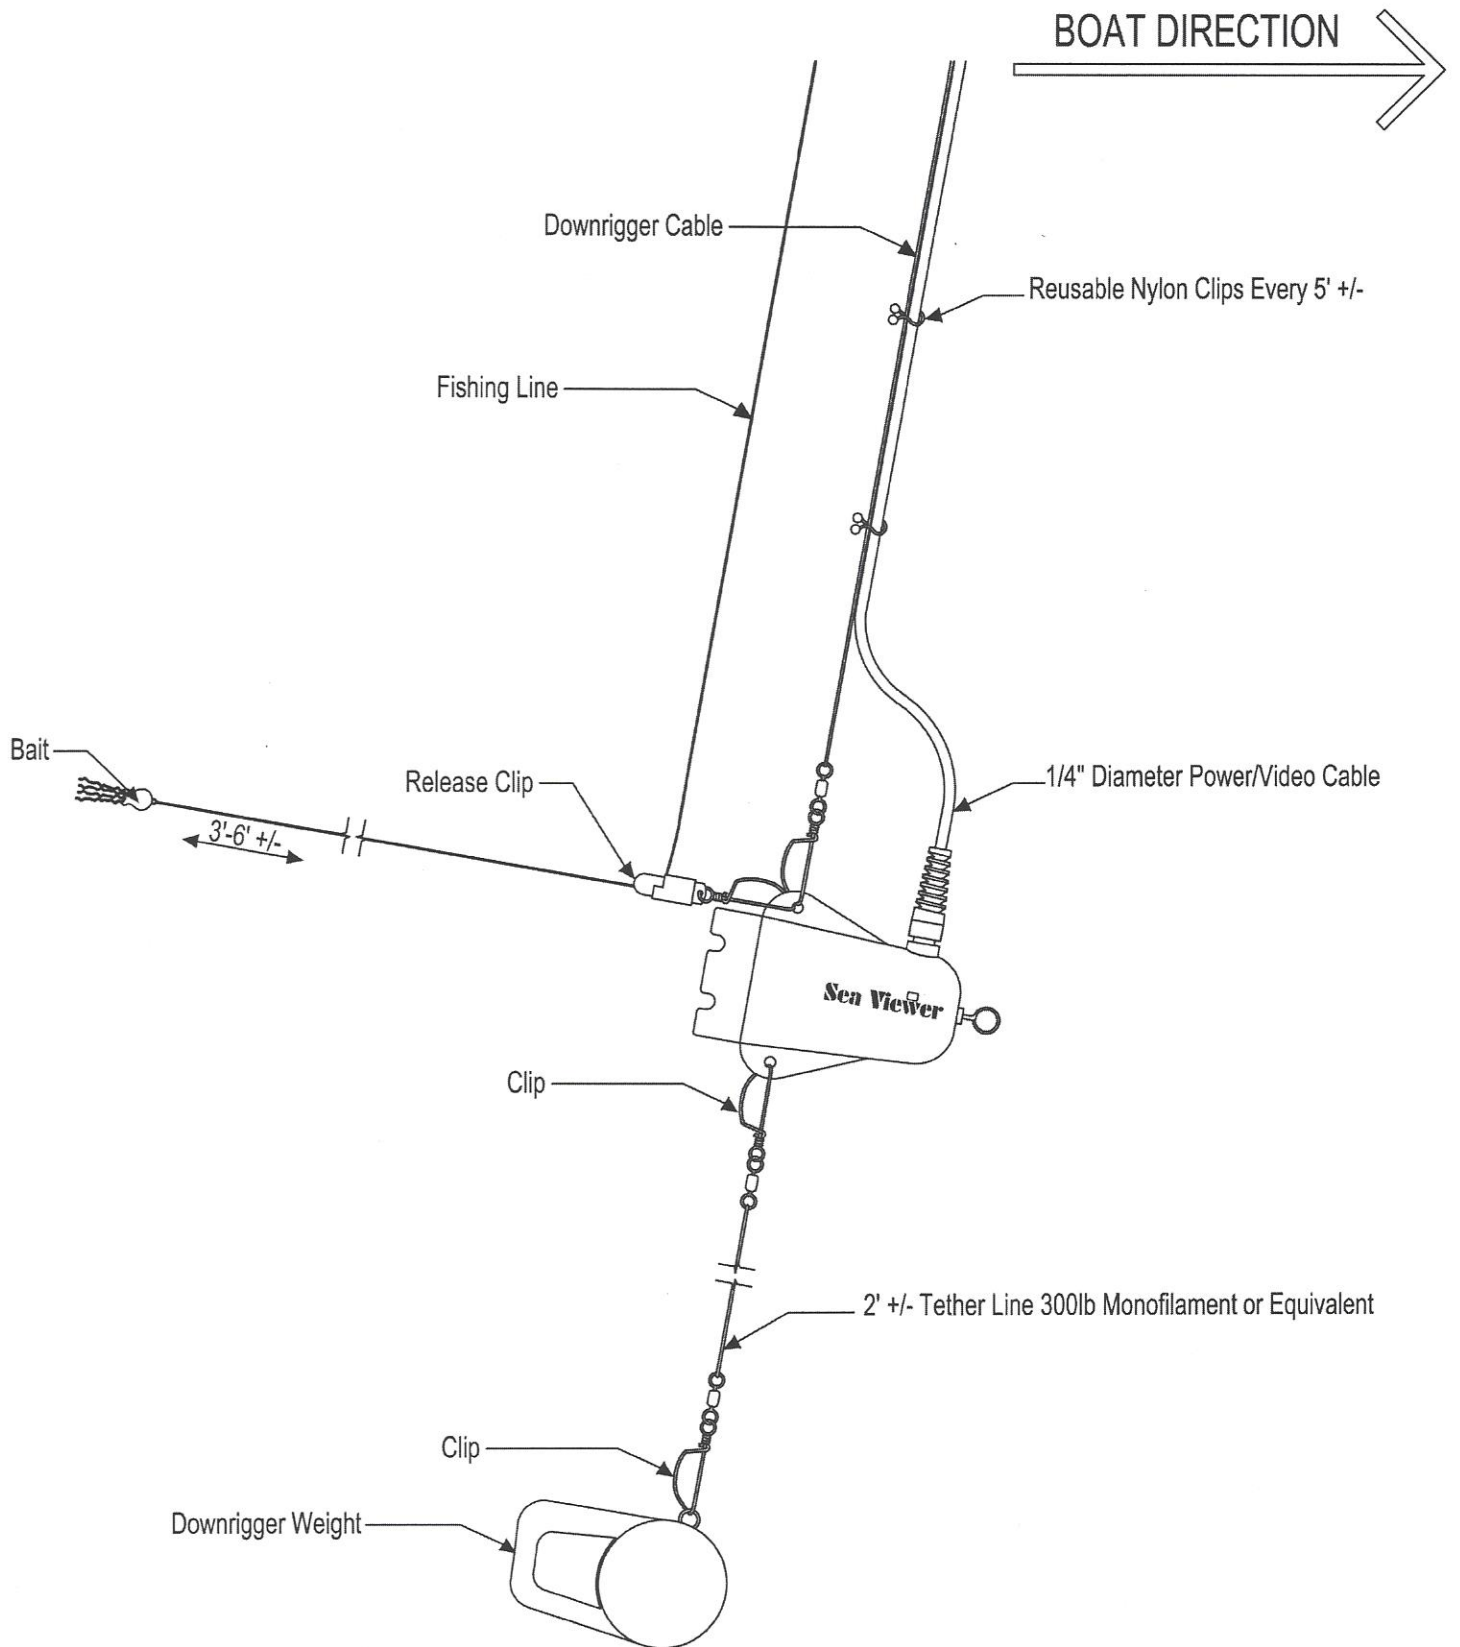 BOAT DIRECTION
Downrigger Cable
Reusable Nylon Clips Every 5' +/-
Fishing Line
Bait
Release Clip
1/4" Diameter Power/Video Cable
3'-6' +/-
Sea Viewer
Clip
2' +/- Tether Line 300lb Monofilament or Equivalent
Clip
Downrigger Weight